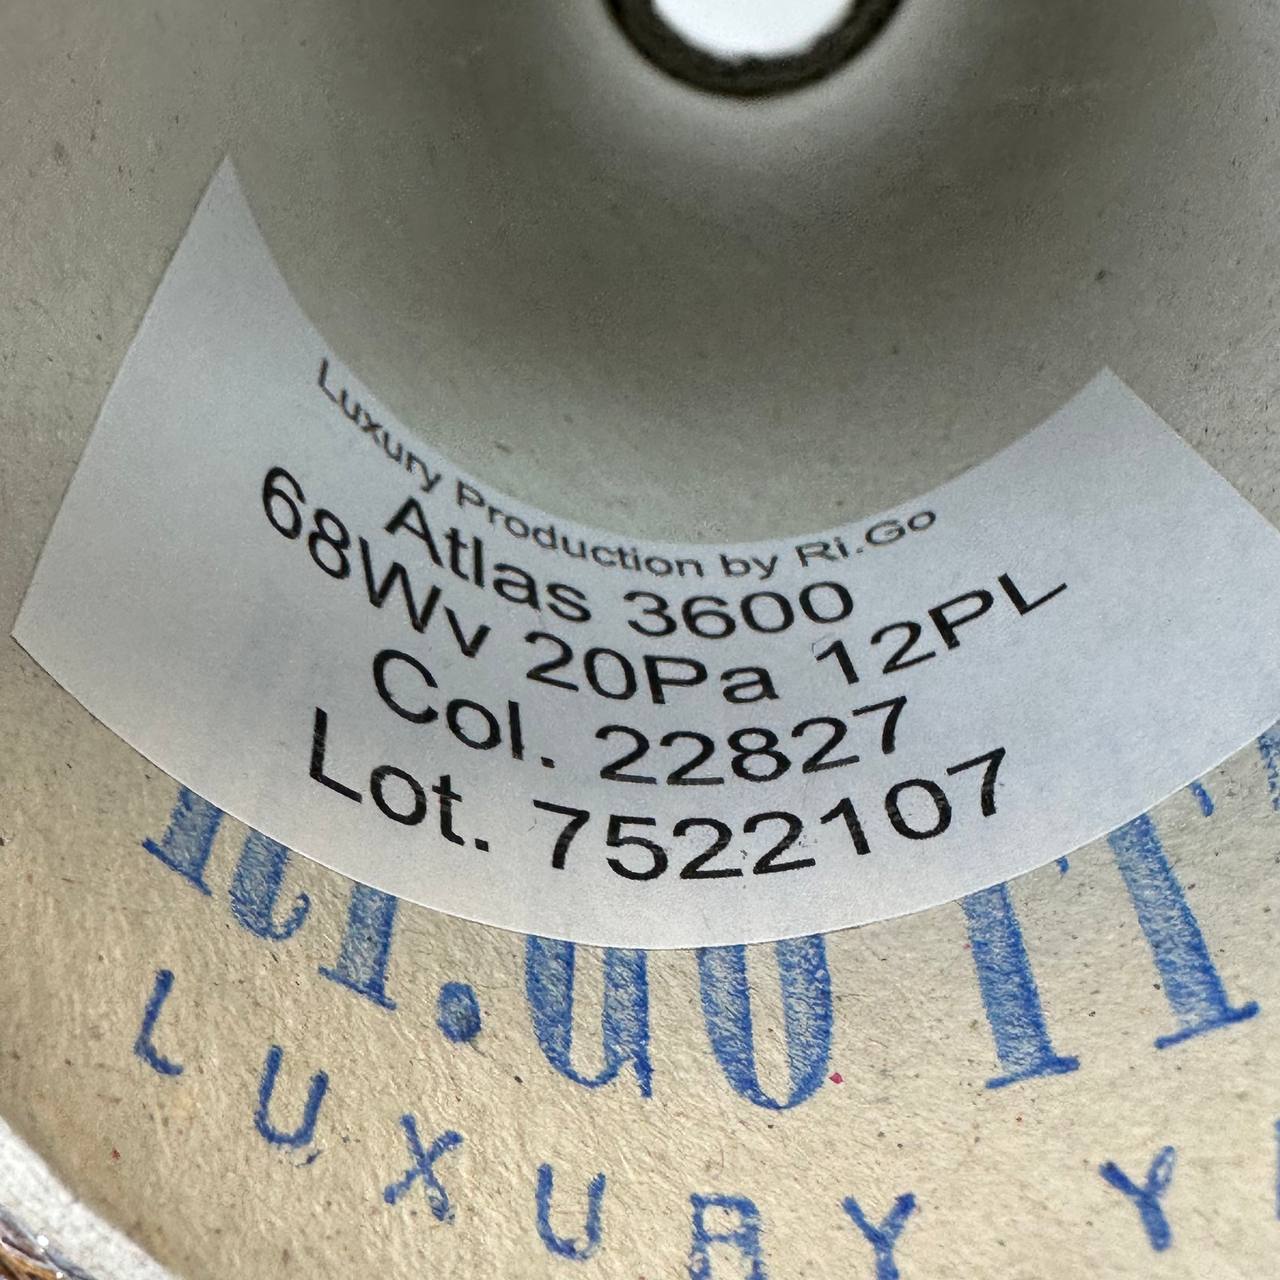 Luxury Production by Ri.Go
Atlas 3600
68Wv 20Pa 12PL
Col. 22827
Lot. 7522107
LUXURY